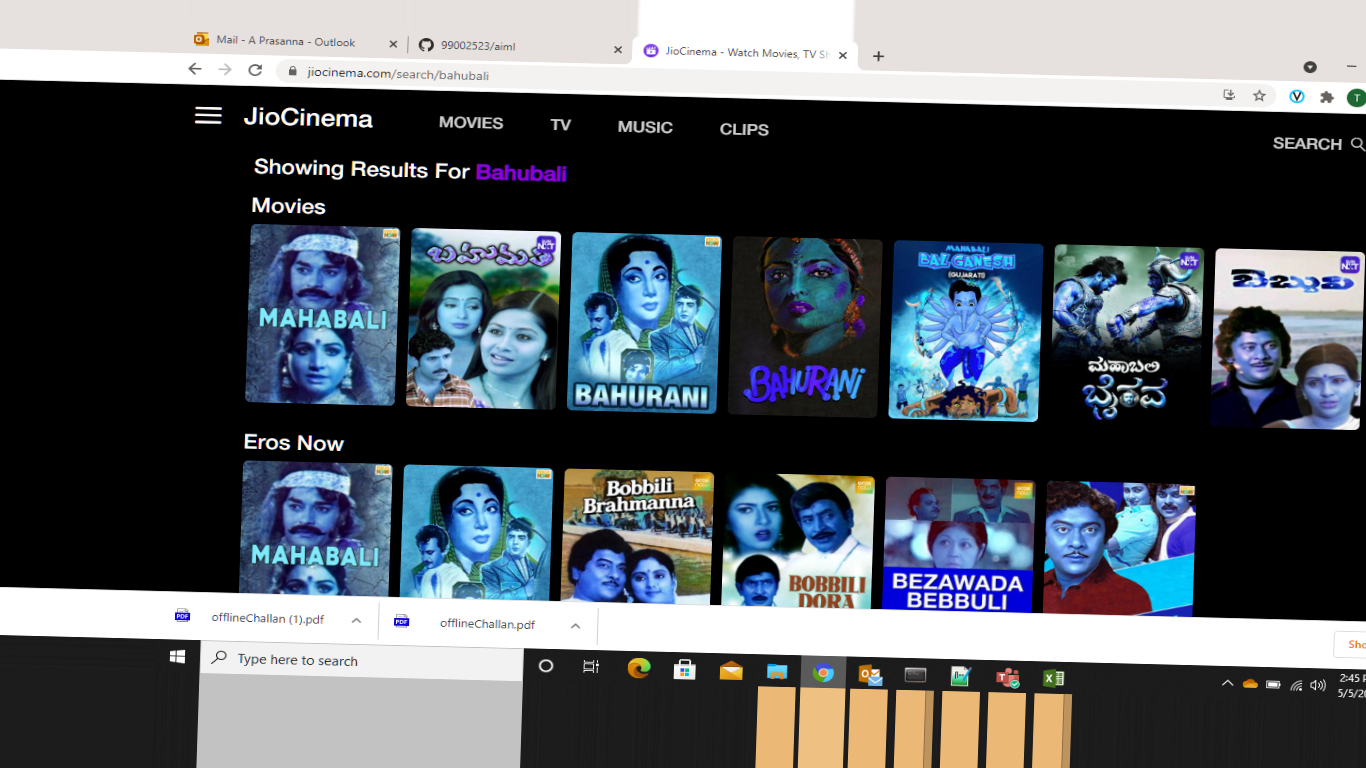 Mail - A Prasanna - Outlook
99002523/aiml
JioCinema - Watch Movies, TV Sh
jiocinema.com/search/bahubali
JioCinema
MOVIES
TV
MUSIC
CLIPS
SEARCH
Showing Results For Bahubali
Movies
MAHABALI
BAHURANI
BAHURANI
MAHABALI
BAL GANESH
(GUJARATI)
ಮಹಾಬಲಿ
ಭೈರವ
ಬೆಬ್ಬುಲಿ
Eros Now
MAHABALI
Bobbili
Brahmanna
BOBBILI
DORA
BEZAWADA
BEBBULI
offlineChallan (1).pdf
offlineChallan.pdf
Sho
Type here to search
2:45 P
5/5/20